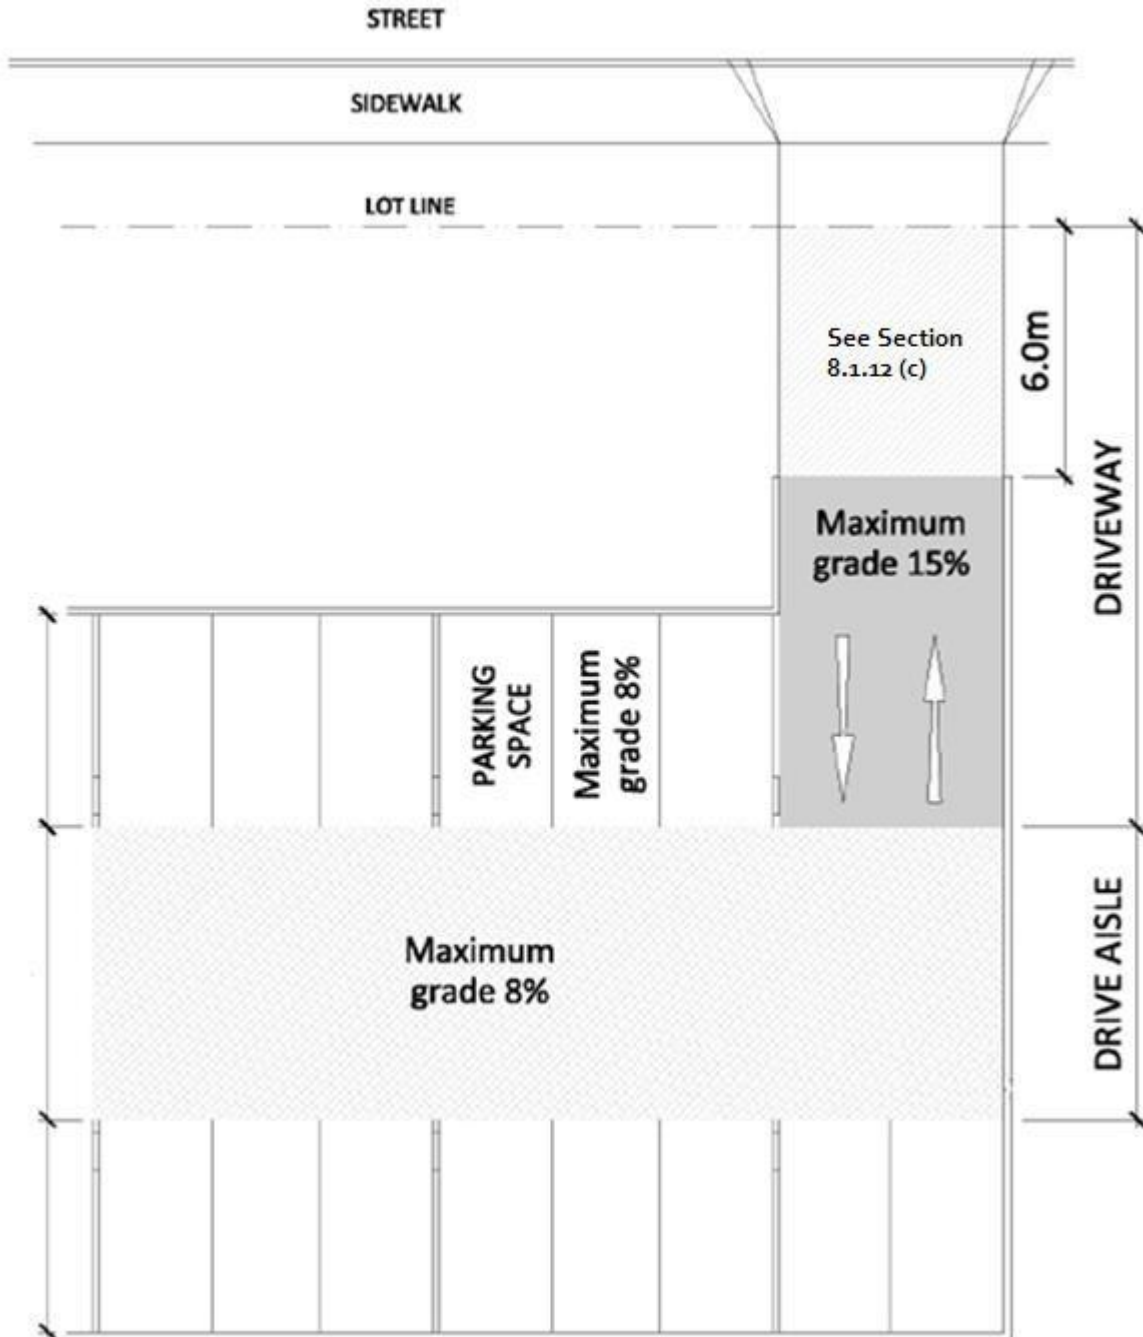 STREET
SIDEWALK
LOT LINE
See Section
8.1.12 (c)
6.0m
DRIVEWAY
Maximum
grade 15%
PARKING
SPACE
Maximum
grade 8%
Maximum
grade 8%
DRIVE AISLE